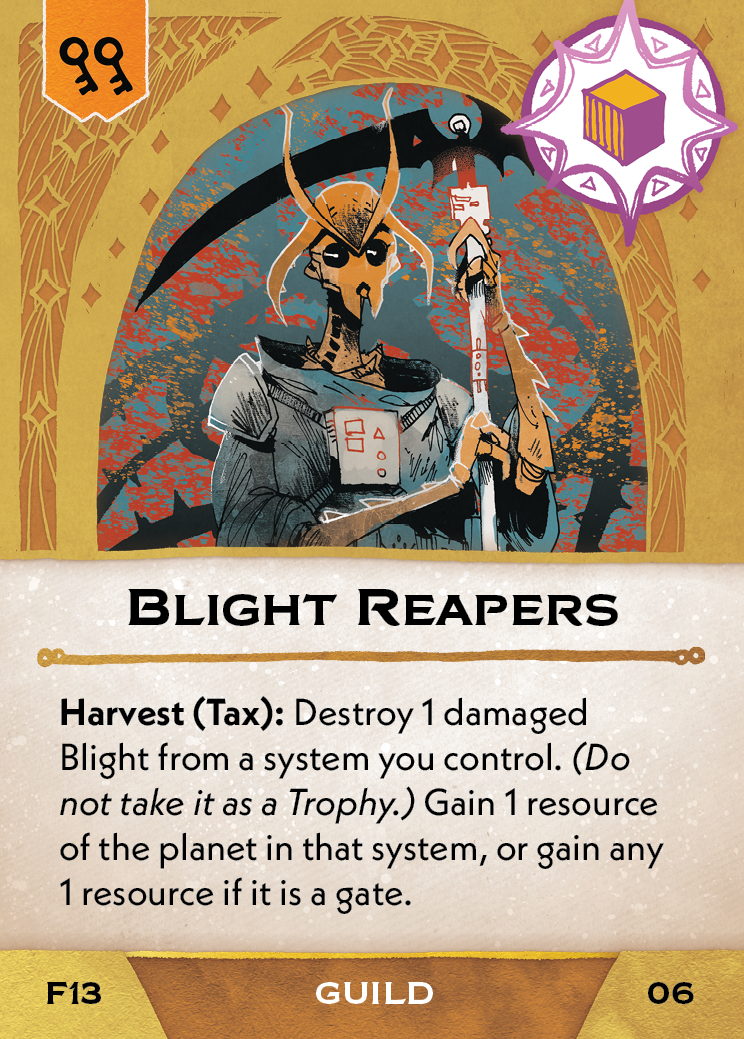 Blight Reapers
Harvest (Tax): Destroy 1 damaged
Blight from a system you control. (Do
not take it as a Trophy.) Gain 1 resource
of the planet in that system, or gain any
1 resource if it is a gate.
F13 GUILD 06